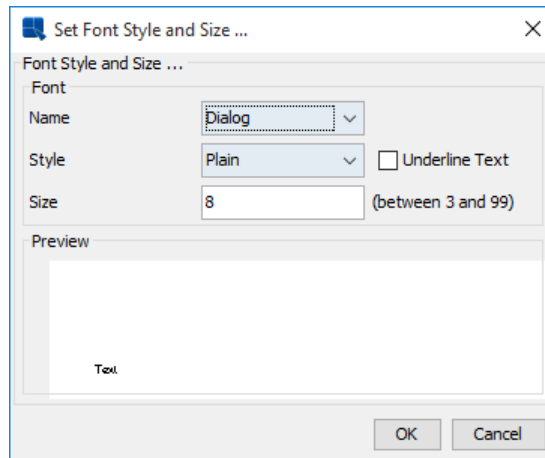 Set Font Style and Size ...
Font Style and Size ...
Font
Name Dialog
Style Plain Underline Text
Size 8 (between 3 and 99)
Preview
Text
OK Cancel